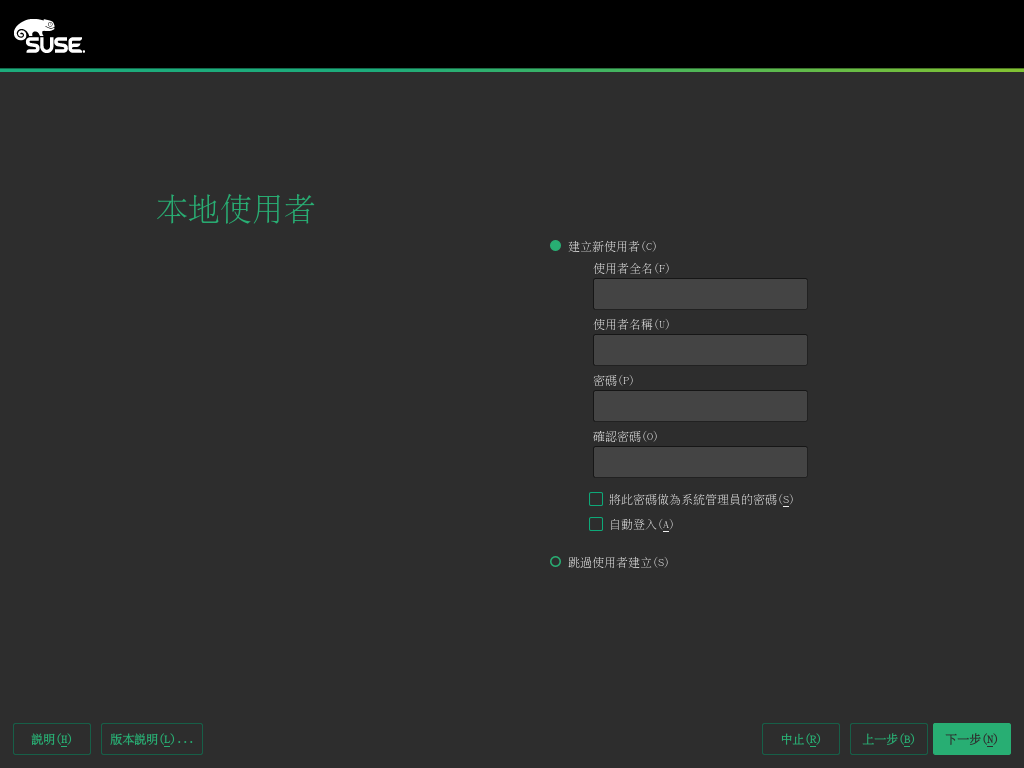 SUSE.
本地使用者
建立新使用者(C)
使用者全名(F)
使用者名稱(U)
密碼(P)
確認密碼(O)
將此密碼做為系統管理員的密碼(S)
自動登入(A)
跳過使用者建立(S)
説明(H) 版本説明(L)... 中止(R) 上一步(B) 下一步(N)